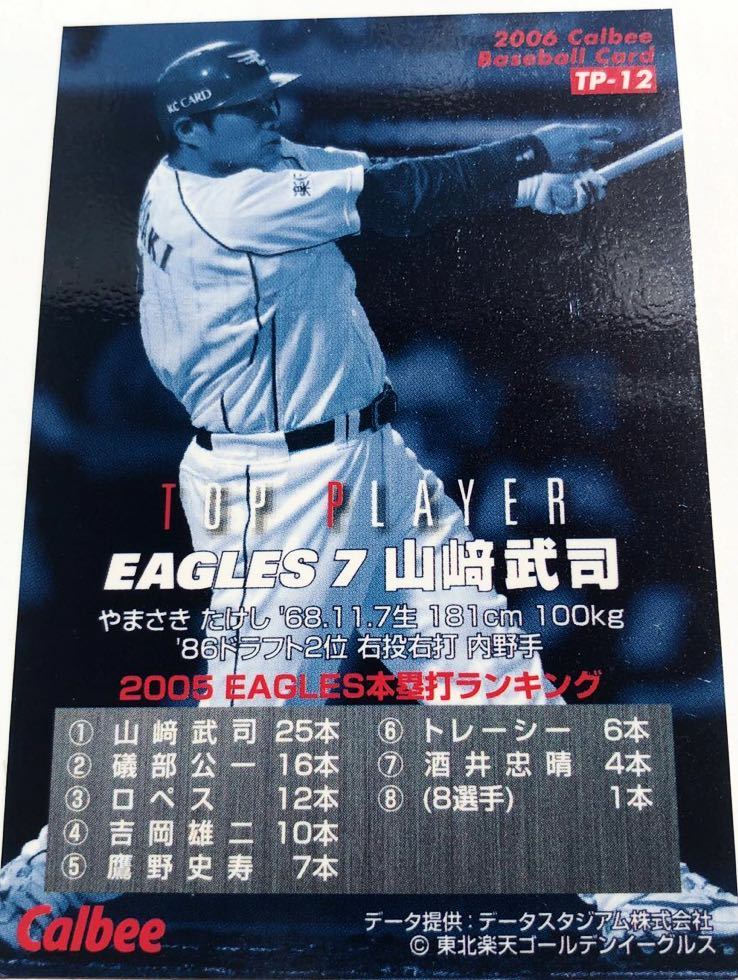 2006 Calbee
Baseball Card
TP-12
KC CARD
AKI
TOP PLAYER
EAGLES 7 山﨑武司
やまさき たけし '68.11.7生 181cm 100kg
'86ドラフト2位 右投右打 内野手
2005 EAGLES本塁打ランキング
① 山﨑武司 25本
② 礒部公一 16本
③ ロペス 12本
④ 吉岡雄二 10本
⑤ 鷹野史寿 7本
⑥ トレーシー 6本
⑦ 酒井忠晴 4本
⑧ (8選手) 1本
Calbee
データ提供:データスタジアム株式会社
© 東北楽天ゴールデンイーグルス